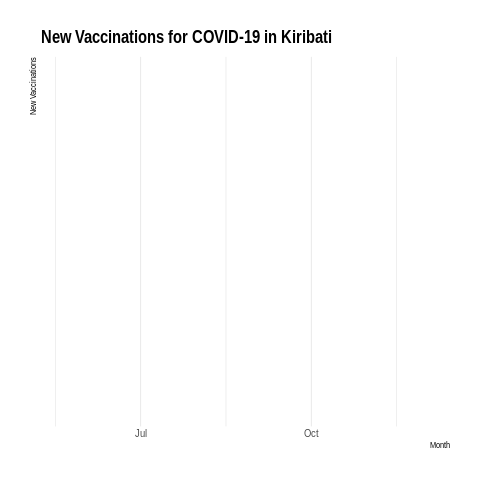 New Vaccinations for COVID-19 in Kiribati
New Vaccinations
Jul
Oct
Month